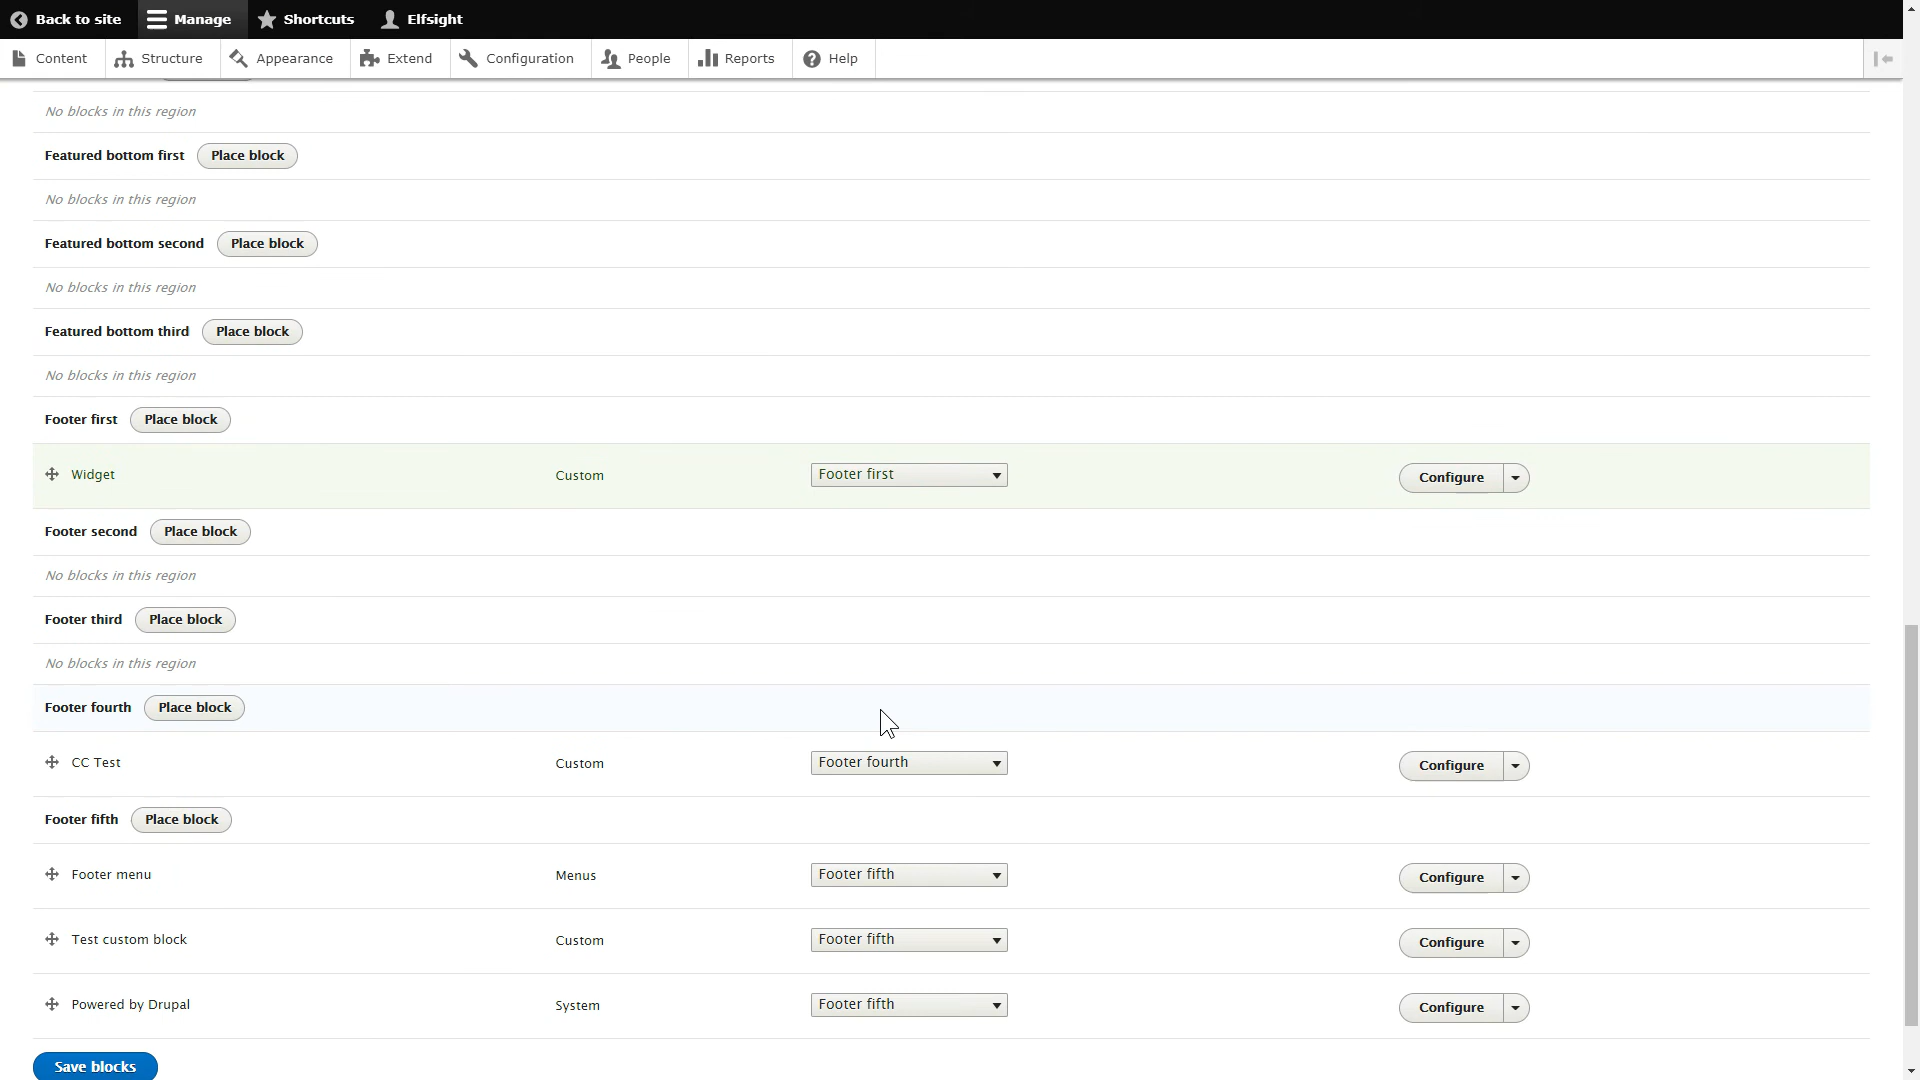 Back to site Manage Shortcuts Elfsight
Content Structure Appearance Extend Configuration People Reports Help
No blocks in this region
Featured bottom first Place block
No blocks in this region
Featured bottom second Place block
No blocks in this region
Featured bottom third Place block
No blocks in this region
Footer first Place block
Widget Custom Footer first Configure
Footer second Place block
No blocks in this region
Footer third Place block
No blocks in this region
Footer fourth Place block
CC Test Custom Footer fourth Configure
Footer fifth Place block
Footer menu Menus Footer fifth Configure
Test custom block Custom Footer fifth Configure
Powered by Drupal System Footer fifth Configure
Save blocks